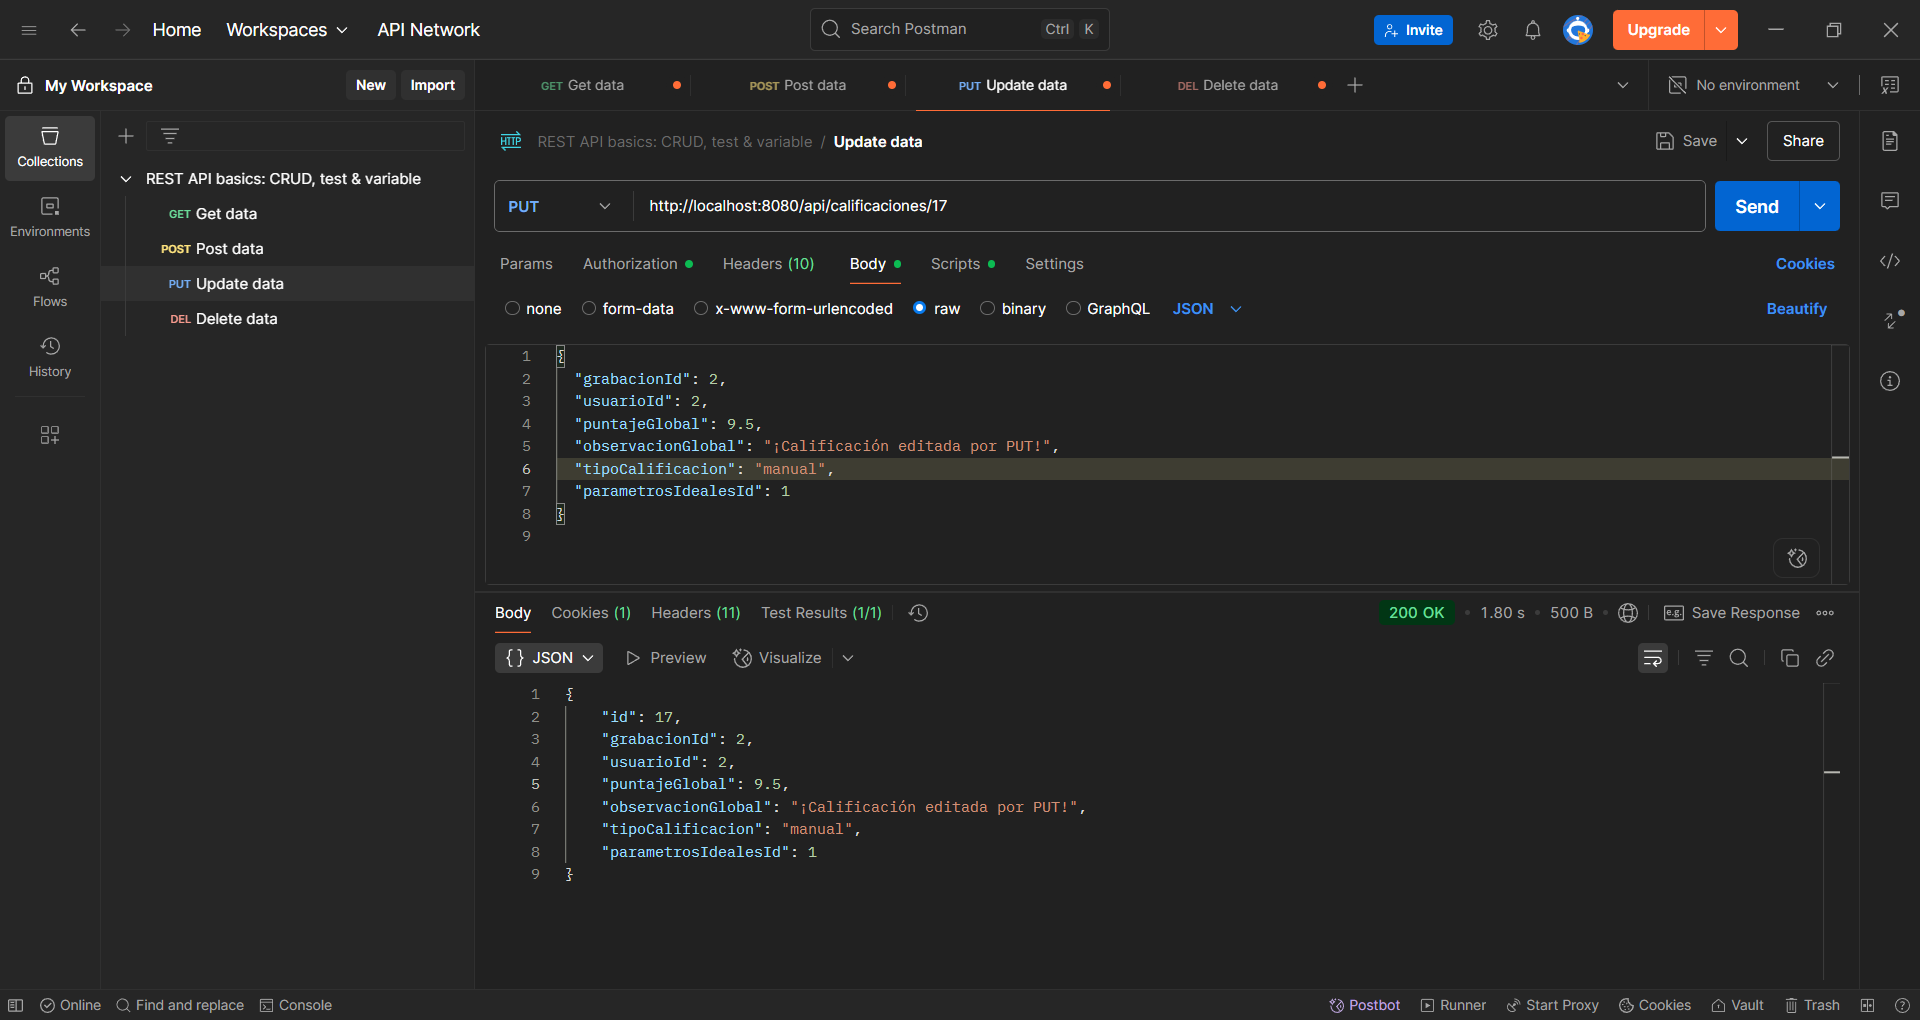 Home Workspaces API Network Search Postman Ctrl K Invite Upgrade
My Workspace New Import GET Get data POST Post data PUT Update data DEL Delete data No environment
Collections
Environments
Flows
History
REST API basics: CRUD, test & variable
GET Get data
POST Post data
PUT Update data
DEL Delete data
HTTP REST API basics: CRUD, test & variable / Update data Save Share
PUT http://localhost:8080/api/calificaciones/17 Send
Params Authorization Headers (10) Body Scripts Settings Cookies
none form-data x-www-form-urlencoded raw binary GraphQL JSON Beautify
1 {
2 "grabacionId": 2,
3 "usuarioId": 2,
4 "puntajeGlobal": 9.5,
5 "observacionGlobal": "¡Calificación editada por PUT!",
6 "tipoCalificacion": "manual",
7 "parametrosIdealesId": 1
8 }
9
Body Cookies (1) Headers (11) Test Results (1/1) 200 OK • 1.80 s • 500 B • e.g. Save Response
{} JSON Preview Visualize
1 {
2 "id": 17,
3 "grabacionId": 2,
4 "usuarioId": 2,
5 "puntajeGlobal": 9.5,
6 "observacionGlobal": "¡Calificación editada por PUT!",
7 "tipoCalificacion": "manual",
8 "parametrosIdealesId": 1
9 }
Online Find and replace Console Postbot Runner Start Proxy Cookies Vault Trash